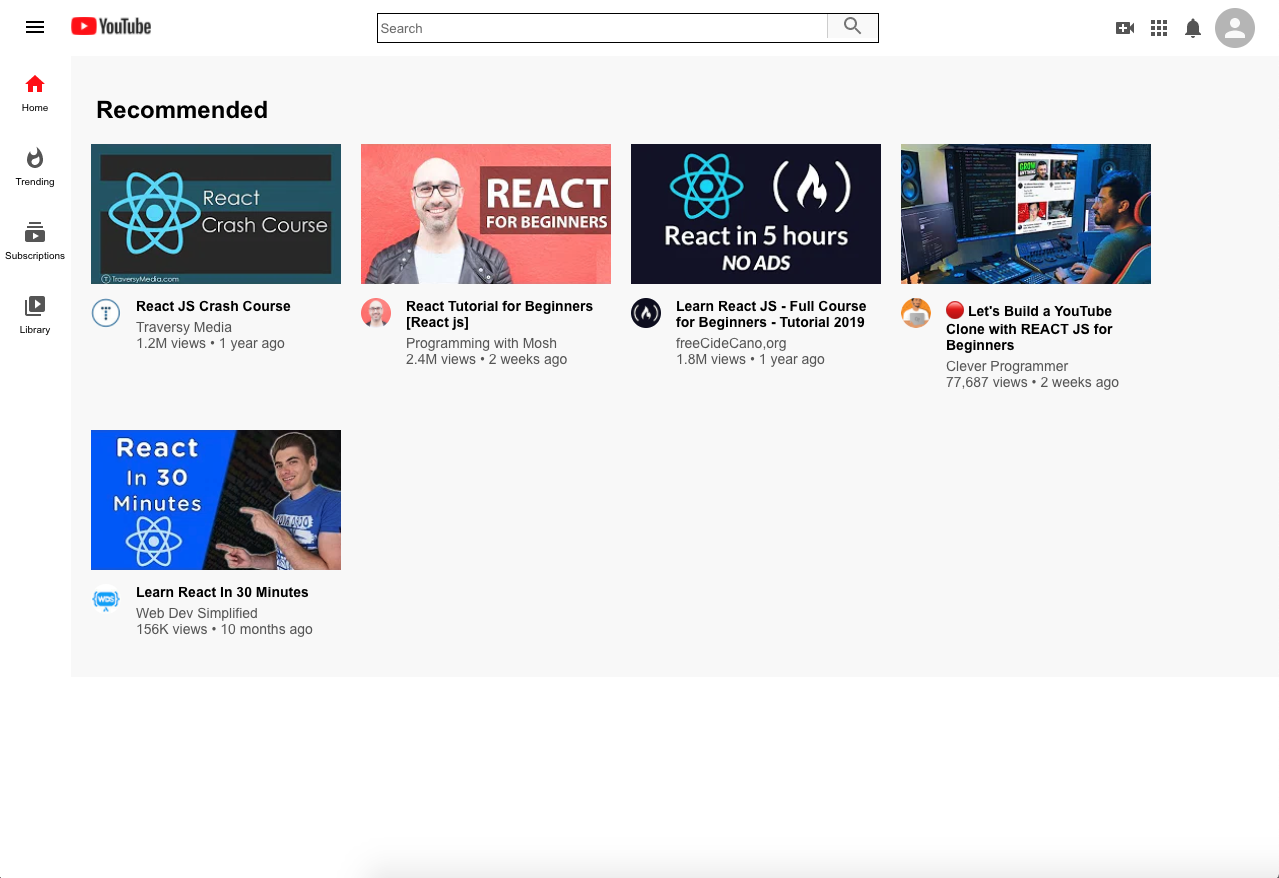 YouTube
Search
Home
Trending
Subscriptions
Library
Recommended
React
Crash Course
TraversyMedia.com
React JS Crash Course
Traversy Media
1.2M views • 1 year ago
REACT
FOR BEGINNERS
React Tutorial for Beginners
[React js]
Programming with Mosh
2.4M views • 2 weeks ago
React in 5 hours
NO ADS
Learn React JS - Full Course
for Beginners - Tutorial 2019
freeCideCano,org
1.8M views • 1 year ago
🔴 Let's Build a YouTube
Clone with REACT JS for
Beginners
Clever Programmer
77,687 views • 2 weeks ago
React
In 30
Minutes
WDS
Learn React In 30 Minutes
Web Dev Simplified
156K views • 10 months ago